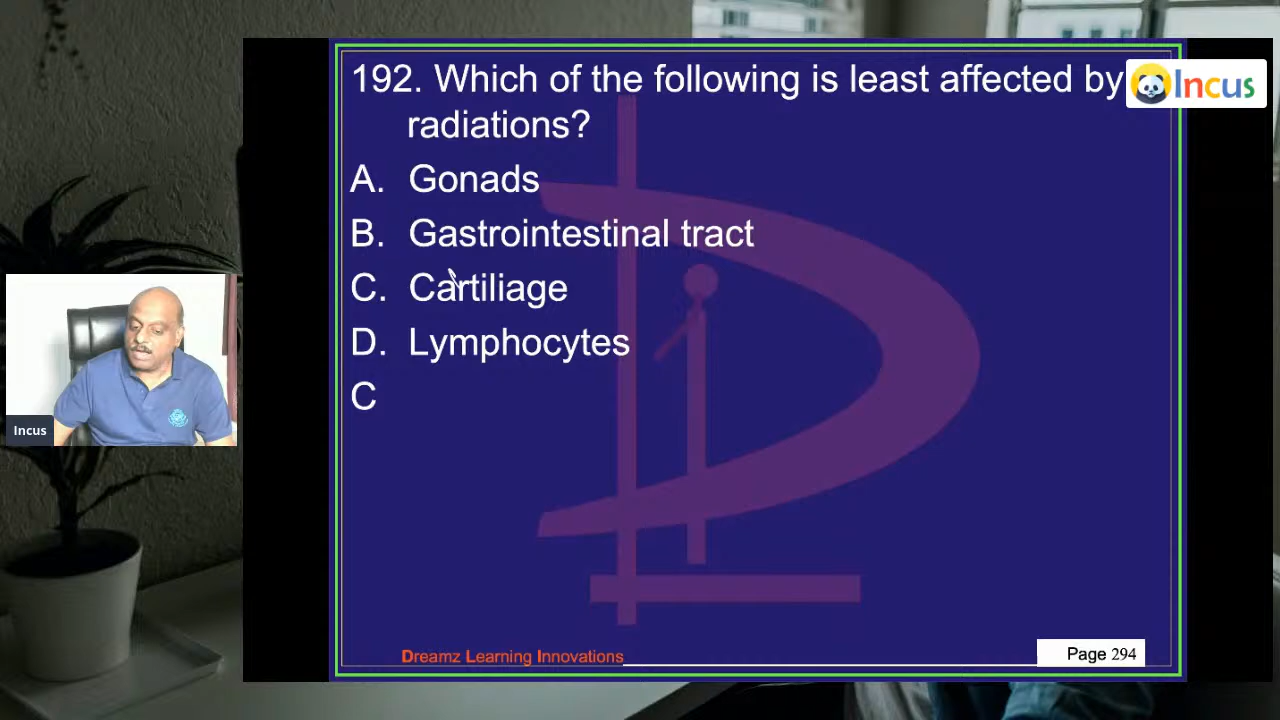 192. Which of the following is least affected by
radiations?
Incus
A. Gonads
B. Gastrointestinal tract
C. Cartiliage
D. Lymphocytes
C
Incus
Dreamz Learning Innovations
Page 294